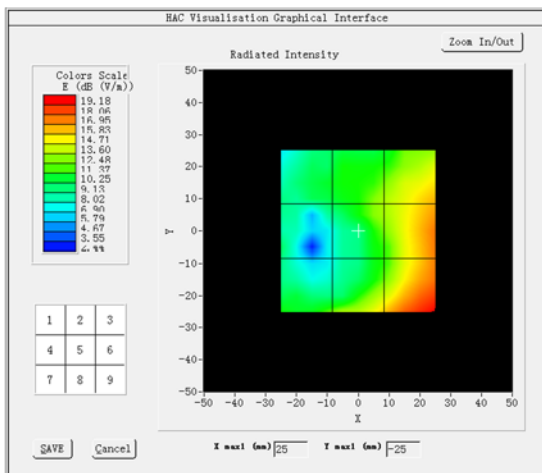 HAC Visualisation Graphical Interface
Zoom In/Out
Radiated Intensity
Colors Scale
E (dB (V/m))
19.18
18.06
16.95
15.83
14.71
13.60
12.48
11.37
10.25
9.13
8.02
6.90
5.79
4.67
3.55
2.44
50
40
30
20
10
0
-10
-20
-30
-40
-50
Y
-50 -40 -30 -20 -10 0 10 20 30 40 50
X
1 2 3
4 5 6
7 8 9
SAVE Cancel
X max1 (mm) 25 Y max1 (mm) -25